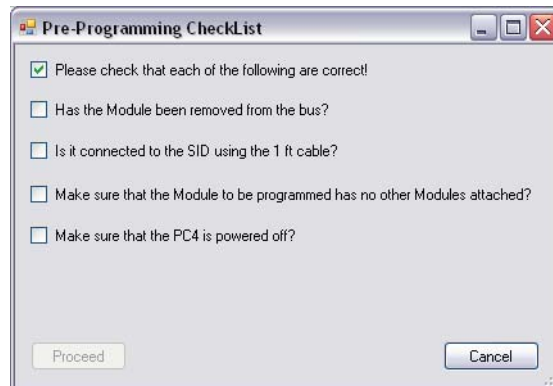 Pre-Programming CheckList
Please check that each of the following are correct!
Has the Module been removed from the bus?
Is it connected to the SID using the 1 ft cable?
Make sure that the Module to be programmed has no other Modules attached?
Make sure that the PC4 is powered off?
Proceed
Cancel